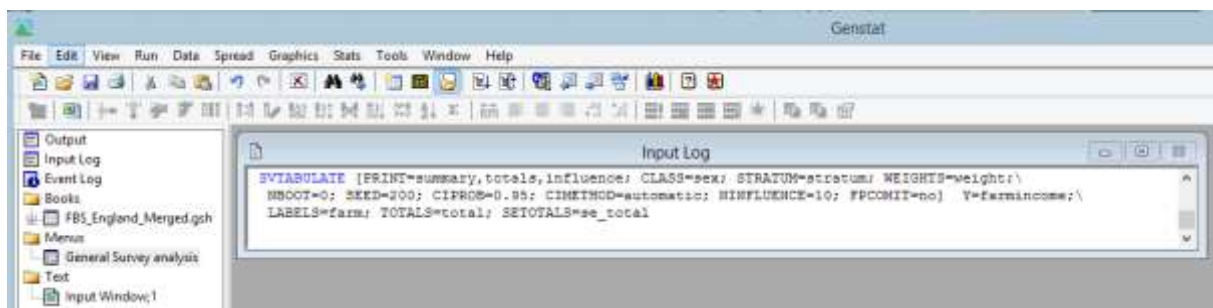 Genstat
File Edit View Run Data Spread Graphics Stats Tools Window Help
Output
Input Log
Event Log
Books
FBS_England_Merged.gsh
Menus
General Survey analysis
Text
Input Window;1
Input Log
SVTABULATE [PRINT=summary,totals,influence; CLASS=sex; STRATUM=stratum; WEIGHTS=weight;\
NBOOT=0; SEED=200; CIPROB=0.95; CIMETHOD=automatic; NINFLUENCE=10; FPCOMIT=no] Y=farmincome;\
LABELS=farm; TOTALS=total; SETOTALS=se_total